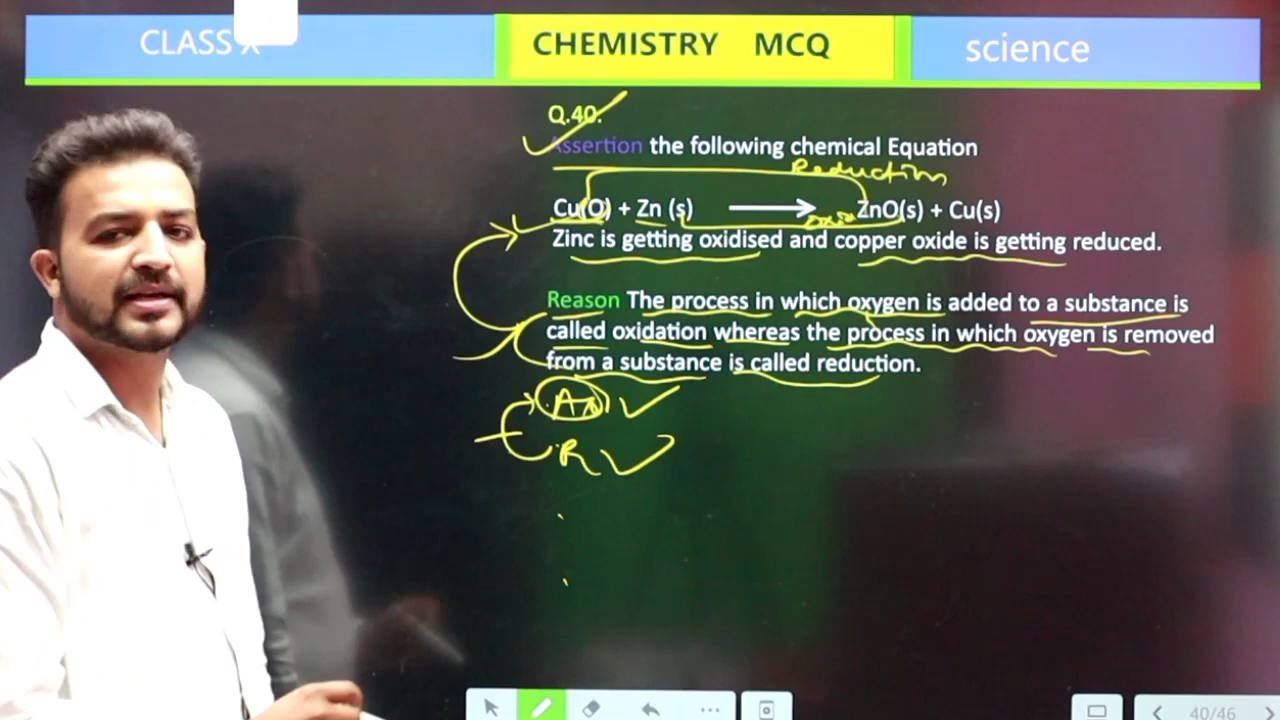 CLASS X
CHEMISTRY MCQ
science
Q.40.
Assertion the following chemical Equation
Reduction
Cu(O) + Zn (s) ⟶ ZnO(s) + Cu(s)
Zinc is getting oxidised and copper oxide is getting reduced.
Reason The process in which oxygen is added to a substance is
called oxidation whereas the process in which oxygen is removed
from a substance is called reduction.
R
40/46